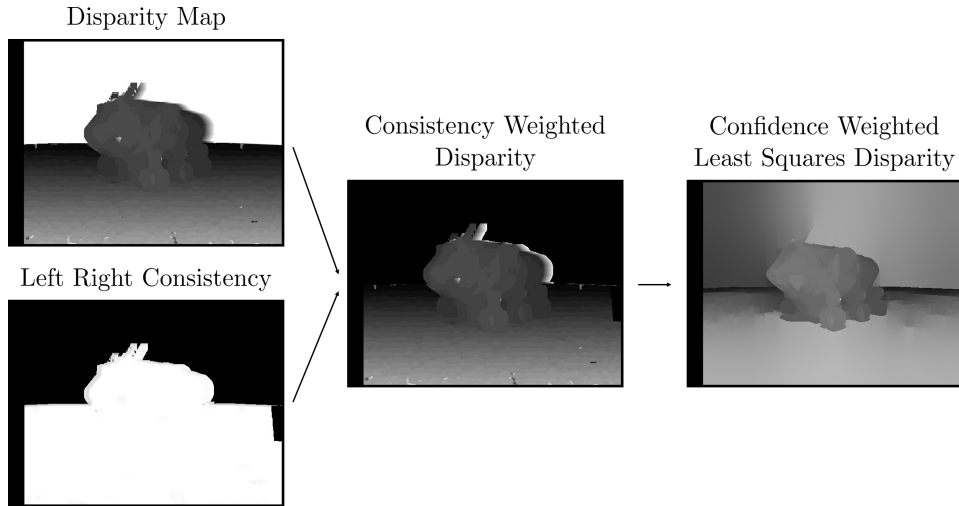 Disparity Map
Left Right Consistency
Consistency Weighted
Disparity
Confidence Weighted
Least Squares Disparity